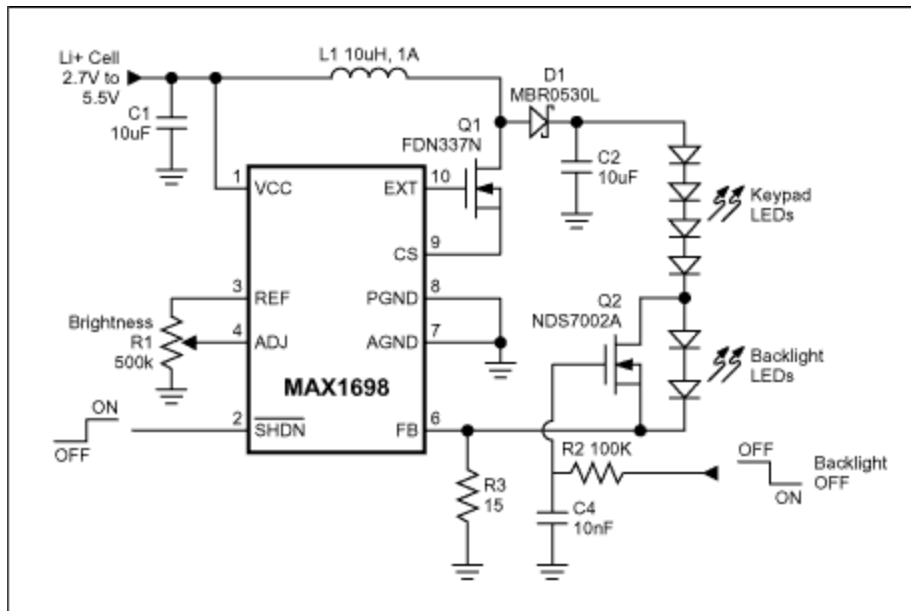 Li+ Cell
2.7V to
5.5V
C1
10uF
L1 10uH, 1A
D1
MBR0530L
Q1
FDN337N
C2
10uF
Keypad
LEDs
1
VCC
EXT
10
CS
9
3
REF
PGND
8
Brightness
R1
500k
4
ADJ
AGND
7
MAX1698
2
SHDN
FB
6
ON
OFF
Q2
NDS7002A
Backlight
LEDs
R2 100K
R3
15
C4
10nF
OFF
ON
Backlight
OFF